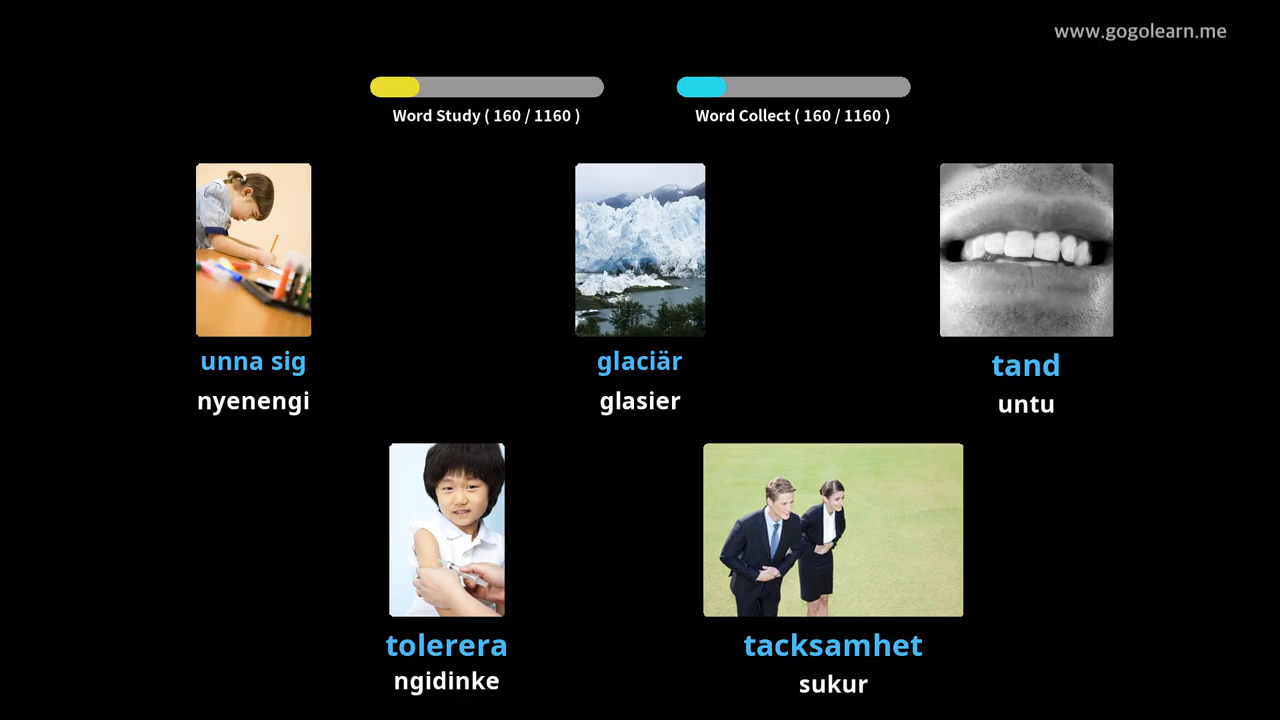 www.gogolearn.me
Word Study ( 160 / 1160 )
Word Collect ( 160 / 1160 )
unna sig
nyenengi
glaciär
glasier
tand
untu
tolerera
ngidinke
tacksamhet
sukur